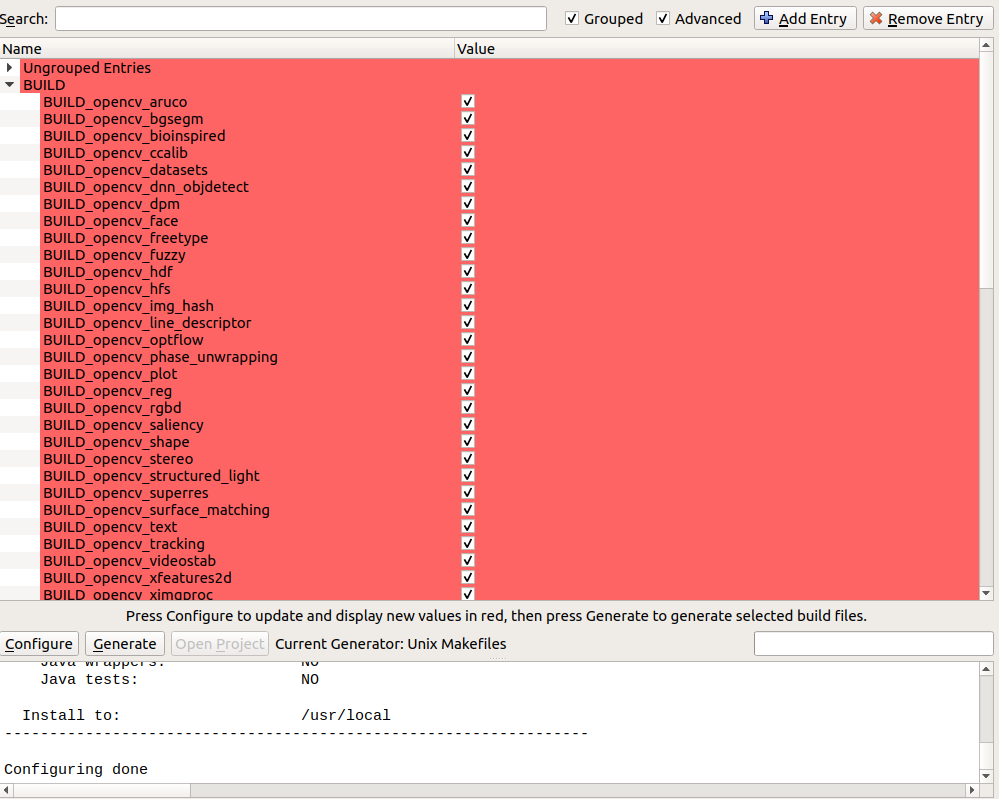 Search: Grouped Advanced Add Entry Remove Entry
Name Value
Ungrouped Entries
BUILD
BUILD_opencv_aruco
BUILD_opencv_bgsegm
BUILD_opencv_bioinspired
BUILD_opencv_ccalib
BUILD_opencv_datasets
BUILD_opencv_dnn_objdetect
BUILD_opencv_dpm
BUILD_opencv_face
BUILD_opencv_freetype
BUILD_opencv_fuzzy
BUILD_opencv_hdf
BUILD_opencv_hfs
BUILD_opencv_img_hash
BUILD_opencv_line_descriptor
BUILD_opencv_optflow
BUILD_opencv_phase_unwrapping
BUILD_opencv_plot
BUILD_opencv_reg
BUILD_opencv_rgbd
BUILD_opencv_saliency
BUILD_opencv_shape
BUILD_opencv_stereo
BUILD_opencv_structured_light
BUILD_opencv_superres
BUILD_opencv_surface_matching
BUILD_opencv_text
BUILD_opencv_tracking
BUILD_opencv_videostab
BUILD_opencv_xfeatures2d
BUILD_opencv_ximgproc
Press Configure to update and display new values in red, then press Generate to generate selected build files.
Configure Generate Open Project Current Generator: Unix Makefiles
Java wrappers: NO
Java tests: NO
Install to: /usr/local
-----------------------------------------------------------------
Configuring done